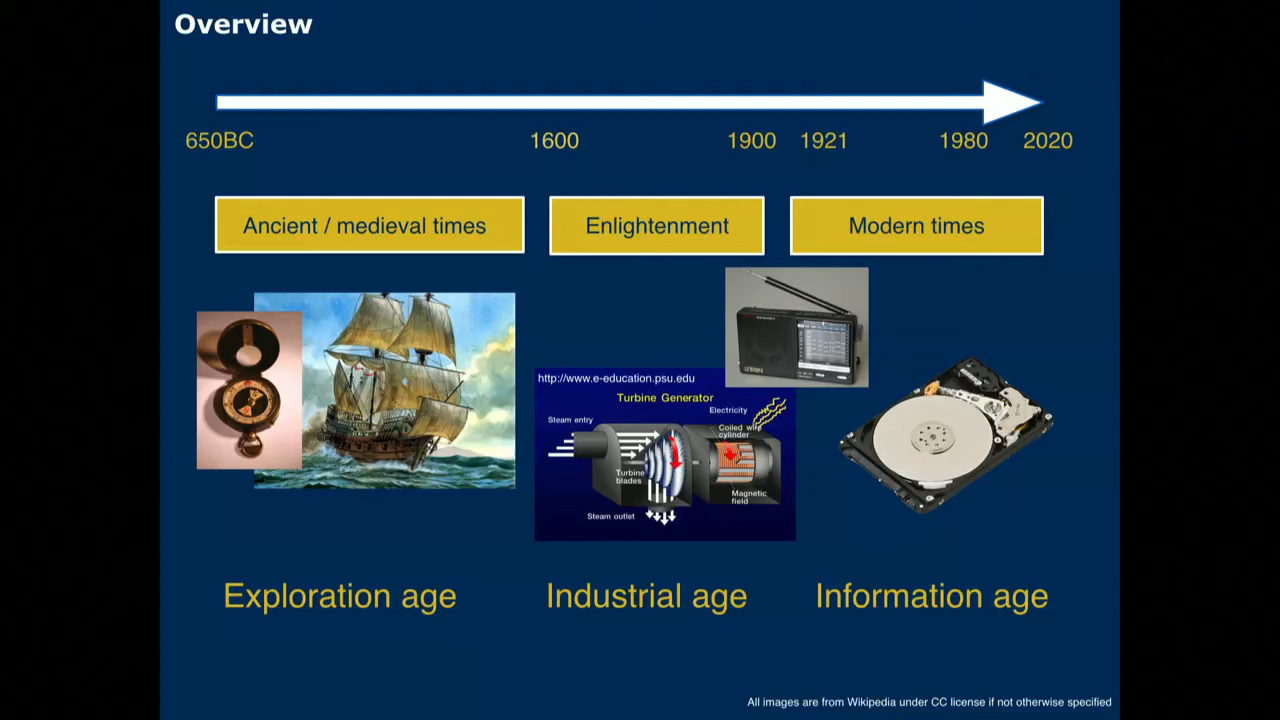 Overview
650BC
1600
1900
1921
1980
2020
Ancient / medieval times
Enlightenment
Modern times
http://www.e-education.psu.edu
Turbine Generator
Electricity
Steam entry
Coiled wire
cylinder
Turbine
blades
Magnetic
field
Steam outlet
Exploration age
Industrial age
Information age
All images are from Wikipedia under CC license if not otherwise specified